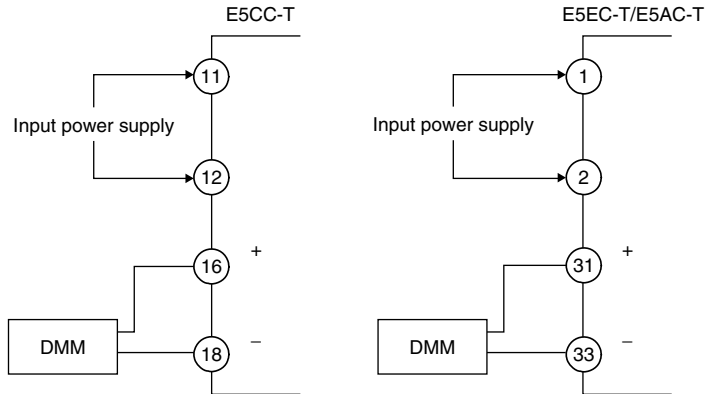 E5CC-T
11
Input power supply
12
+
16
DMM
18
−
E5EC-T/E5AC-T
1
Input power supply
2
+
31
DMM
33
−